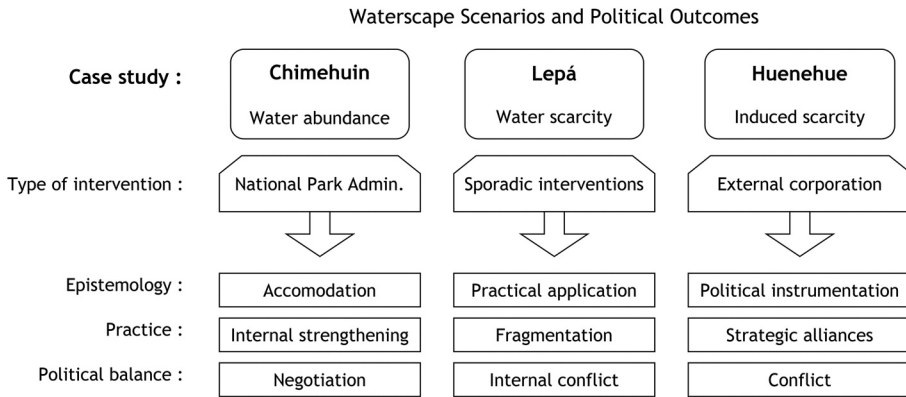 Waterscape Scenarios and Political Outcomes
Case study : Chimehuin Lepá Huenehue
Water abundance Water scarcity Induced scarcity
Type of intervention : National Park Admin. Sporadic interventions External corporation
Epistemology : Accomodation Practical application Political instrumentation
Practice : Internal strengthening Fragmentation Strategic alliances
Political balance : Negotiation Internal conflict Conflict